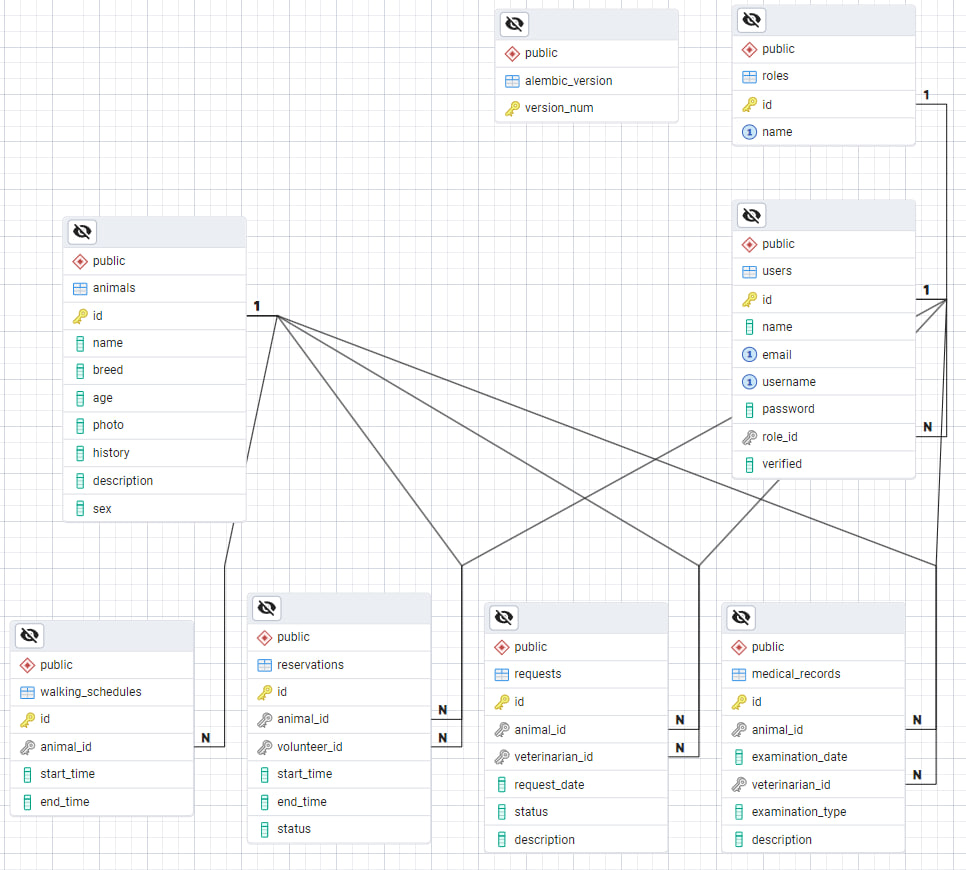 public
alembic_version
version_num
public
roles
id
name
1
public
users
id
name
email
username
password
role_id
verified
1
N
public
animals
id
name
breed
age
photo
history
description
sex
1
public
walking_schedules
id
animal_id
start_time
end_time
N
public
reservations
id
animal_id
volunteer_id
start_time
end_time
status
N
N
public
requests
id
animal_id
veterinarian_id
request_date
status
description
N
N
public
medical_records
id
animal_id
examination_date
veterinarian_id
examination_type
description
N
N